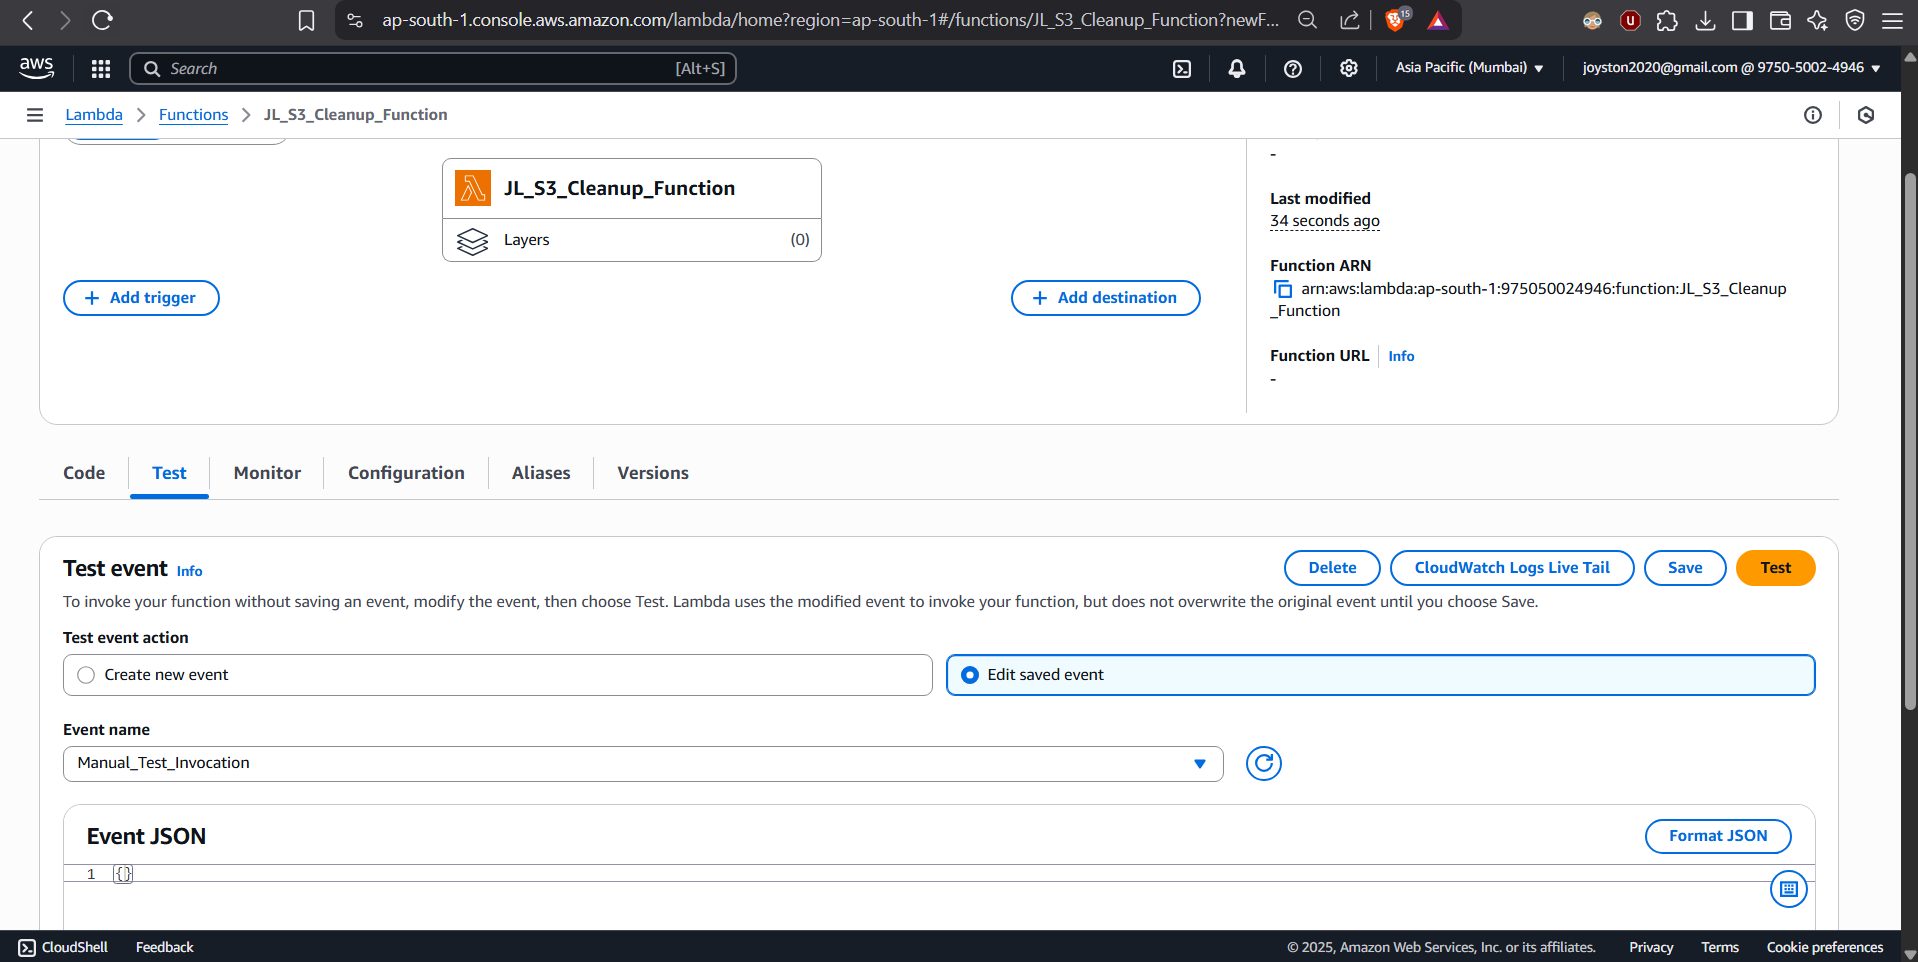 ap-south-1.console.aws.amazon.com/lambda/home?region=ap-south-1#/functions/JL_S3_Cleanup_Function?newF...
15
aws
Search
[Alt+S]
Asia Pacific (Mumbai)
joyston2020@gmail.com @ 9750-5002-4946
Lambda
Functions
JL_S3_Cleanup_Function
-
JL_S3_Cleanup_Function
Layers
(0)
Last modified
34 seconds ago
Function ARN
arn:aws:lambda:ap-south-1:975050024946:function:JL_S3_Cleanup
_Function
Add trigger
Add destination
Function URL
Info
-
Code
Test
Monitor
Configuration
Aliases
Versions
Test event
Info
Delete
CloudWatch Logs Live Tail
Save
Test
To invoke your function without saving an event, modify the event, then choose Test. Lambda uses the modified event to invoke your function, but does not overwrite the original event until you choose Save.
Test event action
Create new event
Edit saved event
Event name
Manual_Test_Invocation
Event JSON
Format JSON
1 {}
CloudShell
Feedback
© 2025, Amazon Web Services, Inc. or its affiliates.
Privacy
Terms
Cookie preferences